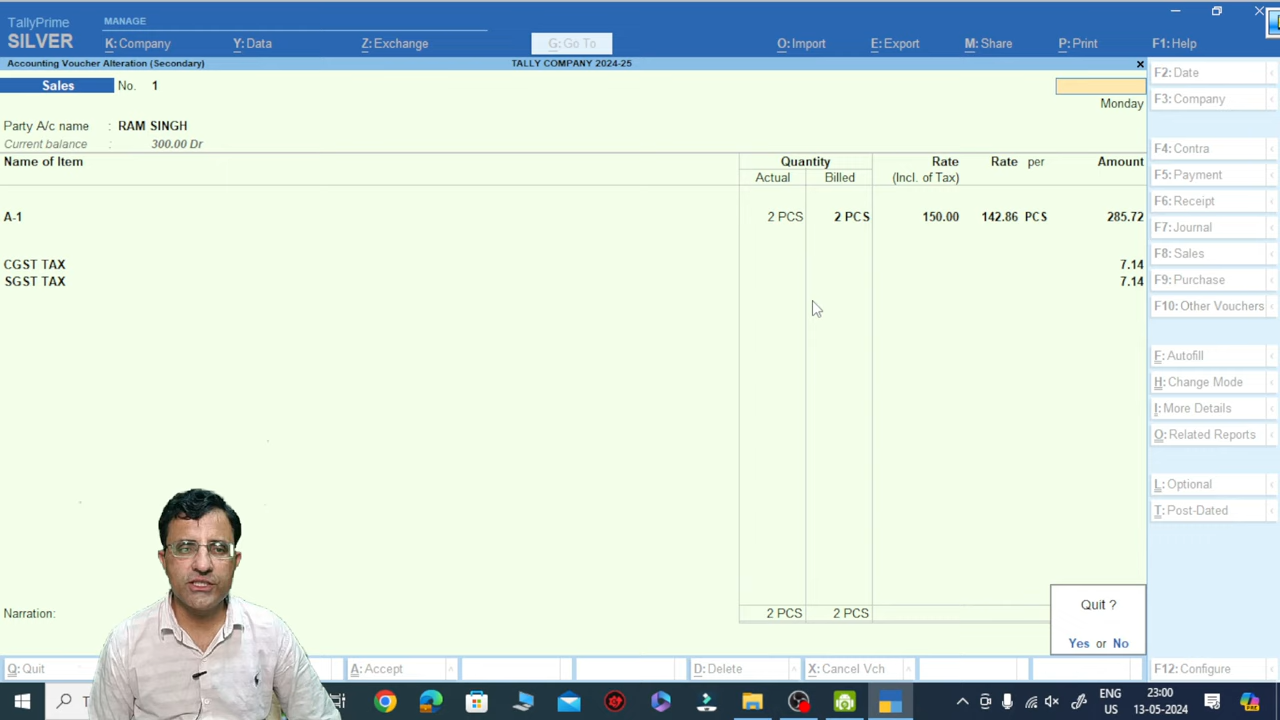 TallyPrime
SILVER
MANAGE
K: Company
Y: Data
Z: Exchange
G: Go To
O: Import
E: Export
M: Share
P: Print
F1: Help
Accounting Voucher Alteration (Secondary)
TALLY COMPANY 2024-25
Sales No. 1
Monday
Party A/c name : RAM SINGH
Current balance : 300.00 Dr
Name of Item Quantity Rate Rate per Amount
Actual Billed (Incl. of Tax)
A-1 2 PCS 2 PCS 150.00 142.86 PCS 285.72
CGST TAX 7.14
SGST TAX 7.14
Narration: 2 PCS 2 PCS
Quit ?
Yes or No
F2: Date
F3: Company
F4: Contra
F5: Payment
F6: Receipt
F7: Journal
F8: Sales
F9: Purchase
F10: Other Vouchers
F: Autofill
H: Change Mode
I: More Details
O: Related Reports
L: Optional
T: Post-Dated
Q: Quit
A: Accept
D: Delete
X: Cancel Vch
F12: Configure
T
ENG
US
23:00
13-05-2024